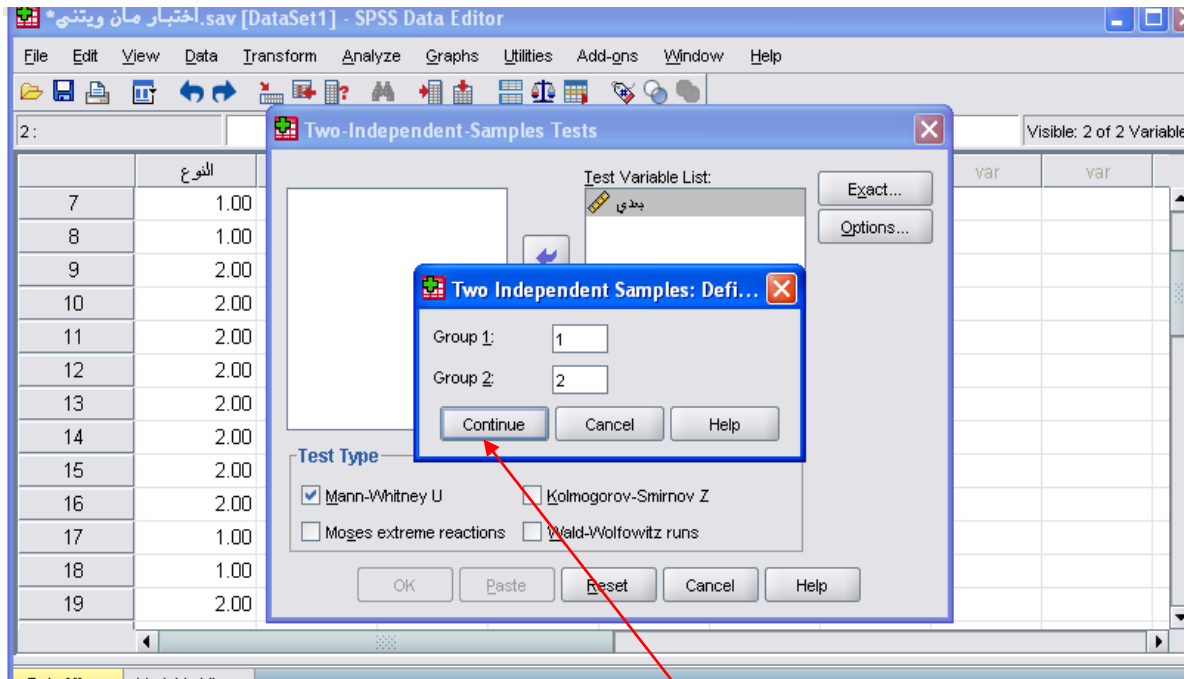 *اختبار مان ويتني.sav [DataSet1] - SPSS Data Editor
File Edit View Data Transform Analyze Graphs Utilities Add-ons Window Help
2 :
Visible: 2 of 2 Variable
Two-Independent-Samples Tests
النوع
var var
Test Variable List:
بعدي
Exact...
Options...
7 1.00
8 1.00
9 2.00
10 2.00
11 2.00
12 2.00
13 2.00
14 2.00
15 2.00
16 2.00
17 1.00
18 1.00
19 2.00
Two Independent Samples: Defi...
Group 1: 1
Group 2: 2
Continue Cancel Help
Test Type
Mann-Whitney U Kolmogorov-Smirnov Z
Moses extreme reactions Wald-Wolfowitz runs
OK Paste Reset Cancel Help